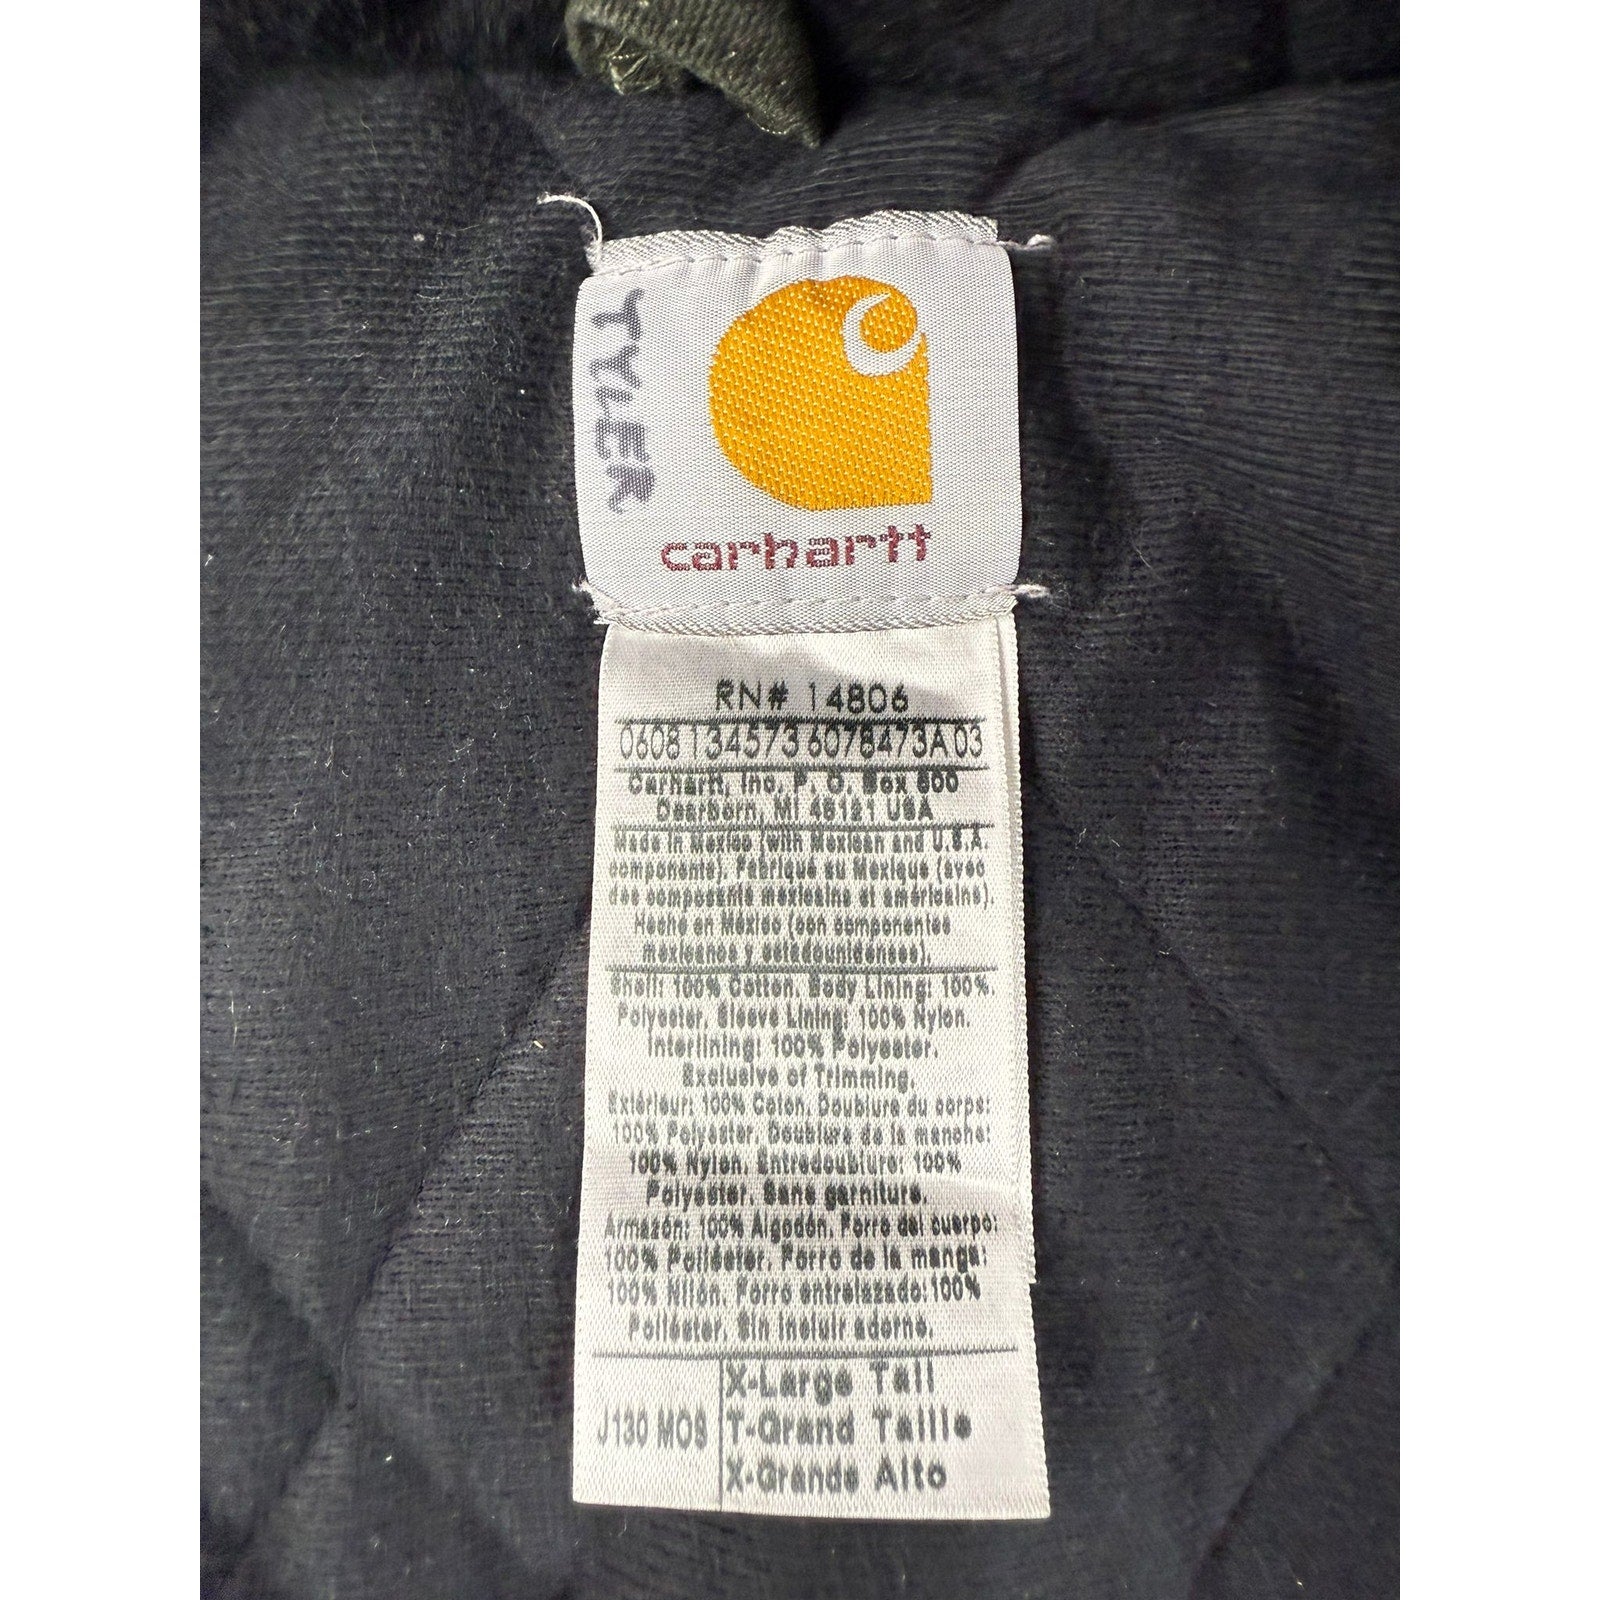 TYLER
carhartt
RN# 14806
0608 134573 6078473A 03
Carhartt, Inc. P. O. Box 600
Dearborn, MI 48121 USA
Made in Mexico (with Mexican and U.S.A.
components). Fabriqué au Mexique (avec
des composants mexicains et américains).
Hecho en México (con componentes
mexicanos y estadounidenses).
Shell: 100% Cotton. Body Lining: 100%.
Polyester. Sleeve Lining: 100% Nylon.
Interlining: 100% Polyester.
Exclusive of Trimming.
Extérieur: 100% Coton. Doublure du corps:
100% Polyester. Doublure de la manche:
100% Nylon. Entredoublure: 100%
Polyester. Sans garniture.
Armazón: 100% Algodón. Forro del cuerpo:
100% Poliéster. Forro de la manga:
100% Nilón. Forro entrelazado: 100%
Poliéster. Sin incluir adorno.
X-Large Tall
J130 MOS T-Grand Taille
X-Grande Alto